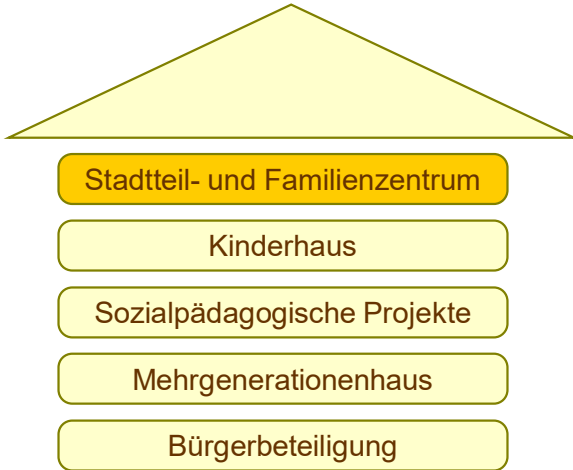 Stadtteil- und Familienzentrum
Kinderhaus
Sozialpädagogische Projekte
Mehrgenerationenhaus
Bürgerbeteiligung